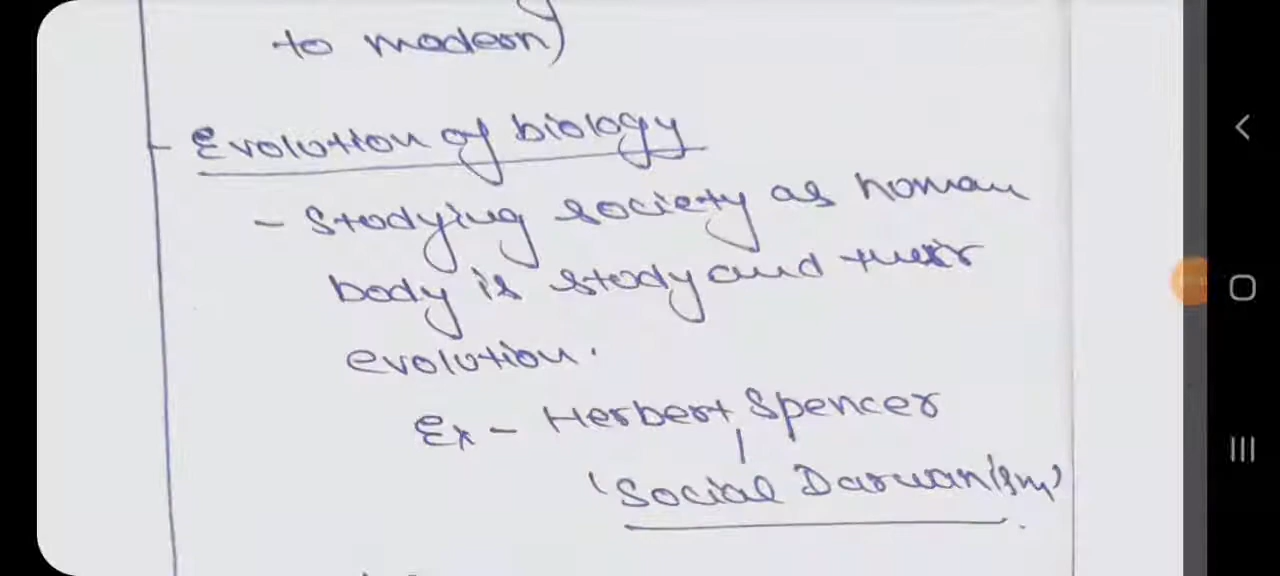 to modern)
- Evolution of biology
- Studying society as human
body is study and their
evolution.
Ex - Herbert Spencer
'Social Darwanism'